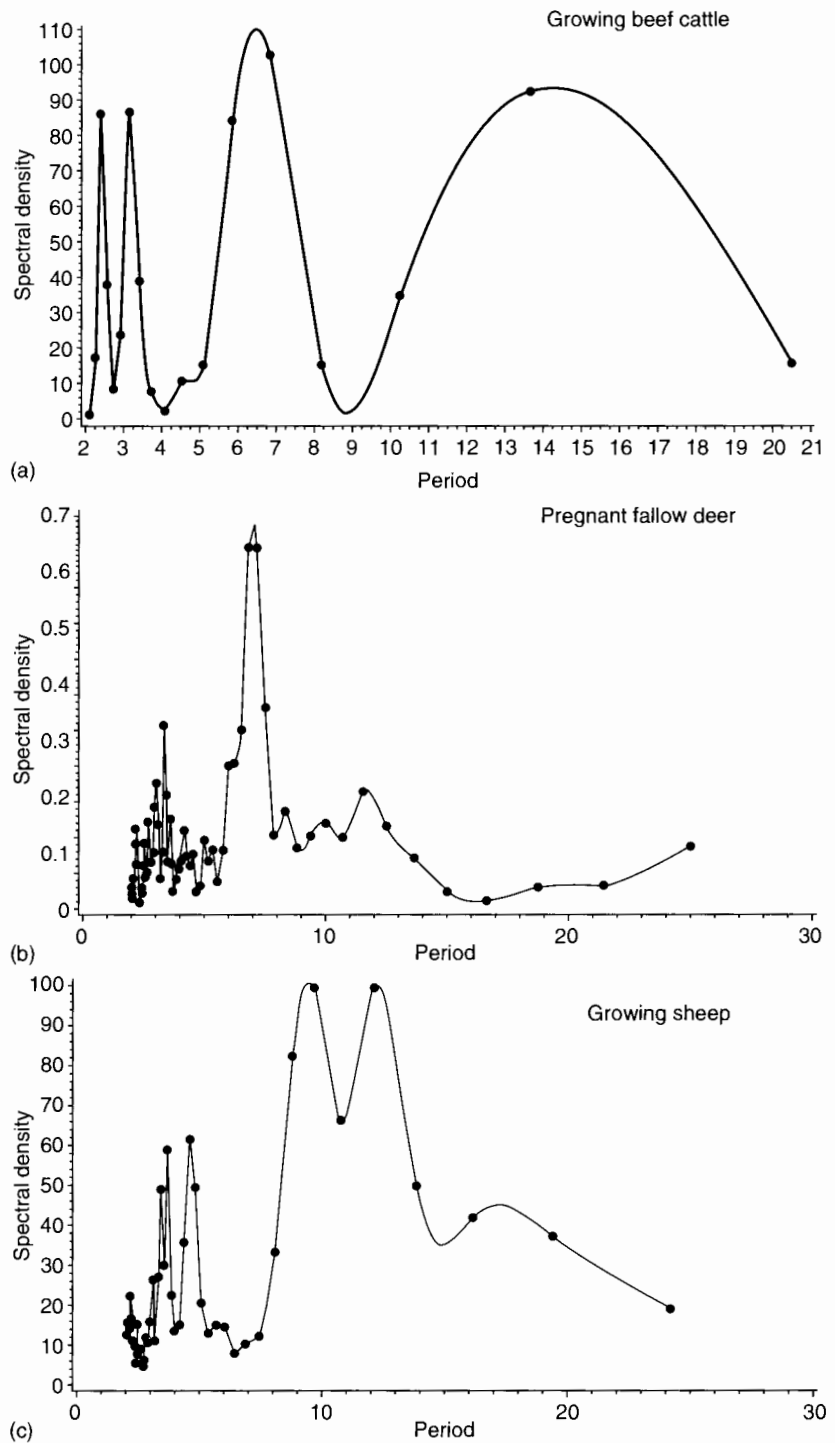 Growing beef cattle
110
100
90
80
70
60
50
40
30
20
10
0
Spectral density
2 3 4 5 6 7 8 9 10 11 12 13 14 15 16 17 18 19 20 21
(a)
Period
Pregnant fallow deer
0.7
0.6
0.5
0.4
0.3
0.2
0.1
0
Spectral density
0 10 20 30
(b)
Period
Growing sheep
100
90
80
70
60
50
40
30
20
10
0
Spectral density
0 10 20 30
(c)
Period